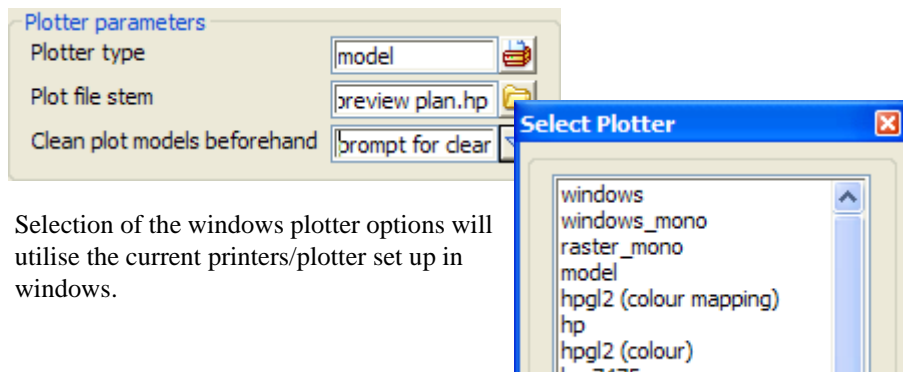 Plotter parameters
Plotter type
model
Plot file stem
preview plan.hp
Clean plot models beforehand
prompt for clear
Selection of the windows plotter options will
utilise the current printers/plotter set up in
windows.
Select Plotter
windows
windows_mono
raster_mono
model
hpgl2 (colour mapping)
hp
hpgl2 (colour)